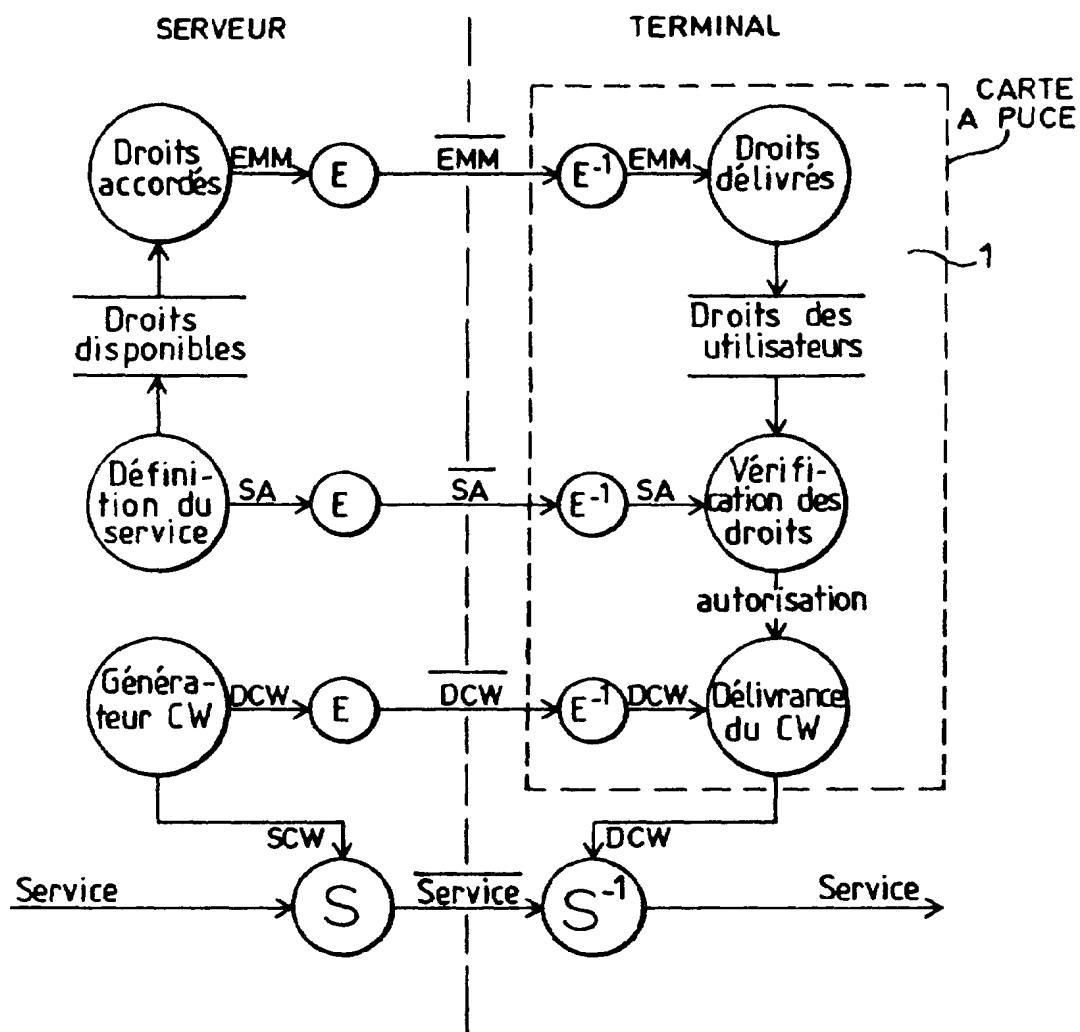 SERVEUR
TERMINAL
CARTE
A PUCE
Droits
accordés
EMM
E
EMM
E-1
EMM
Droits
délivrés
1
Droits
disponibles
Droits des
utilisateurs
Défini-
tion du
service
SA
E
SA
E-1
SA
Vérifi-
cation des
droits
autorisation
Généra-
teur CW
DCW
E
DCW
E-1
DCW
Délivrance
du CW
SCW
DCW
Service
S
Service
S-1
Service